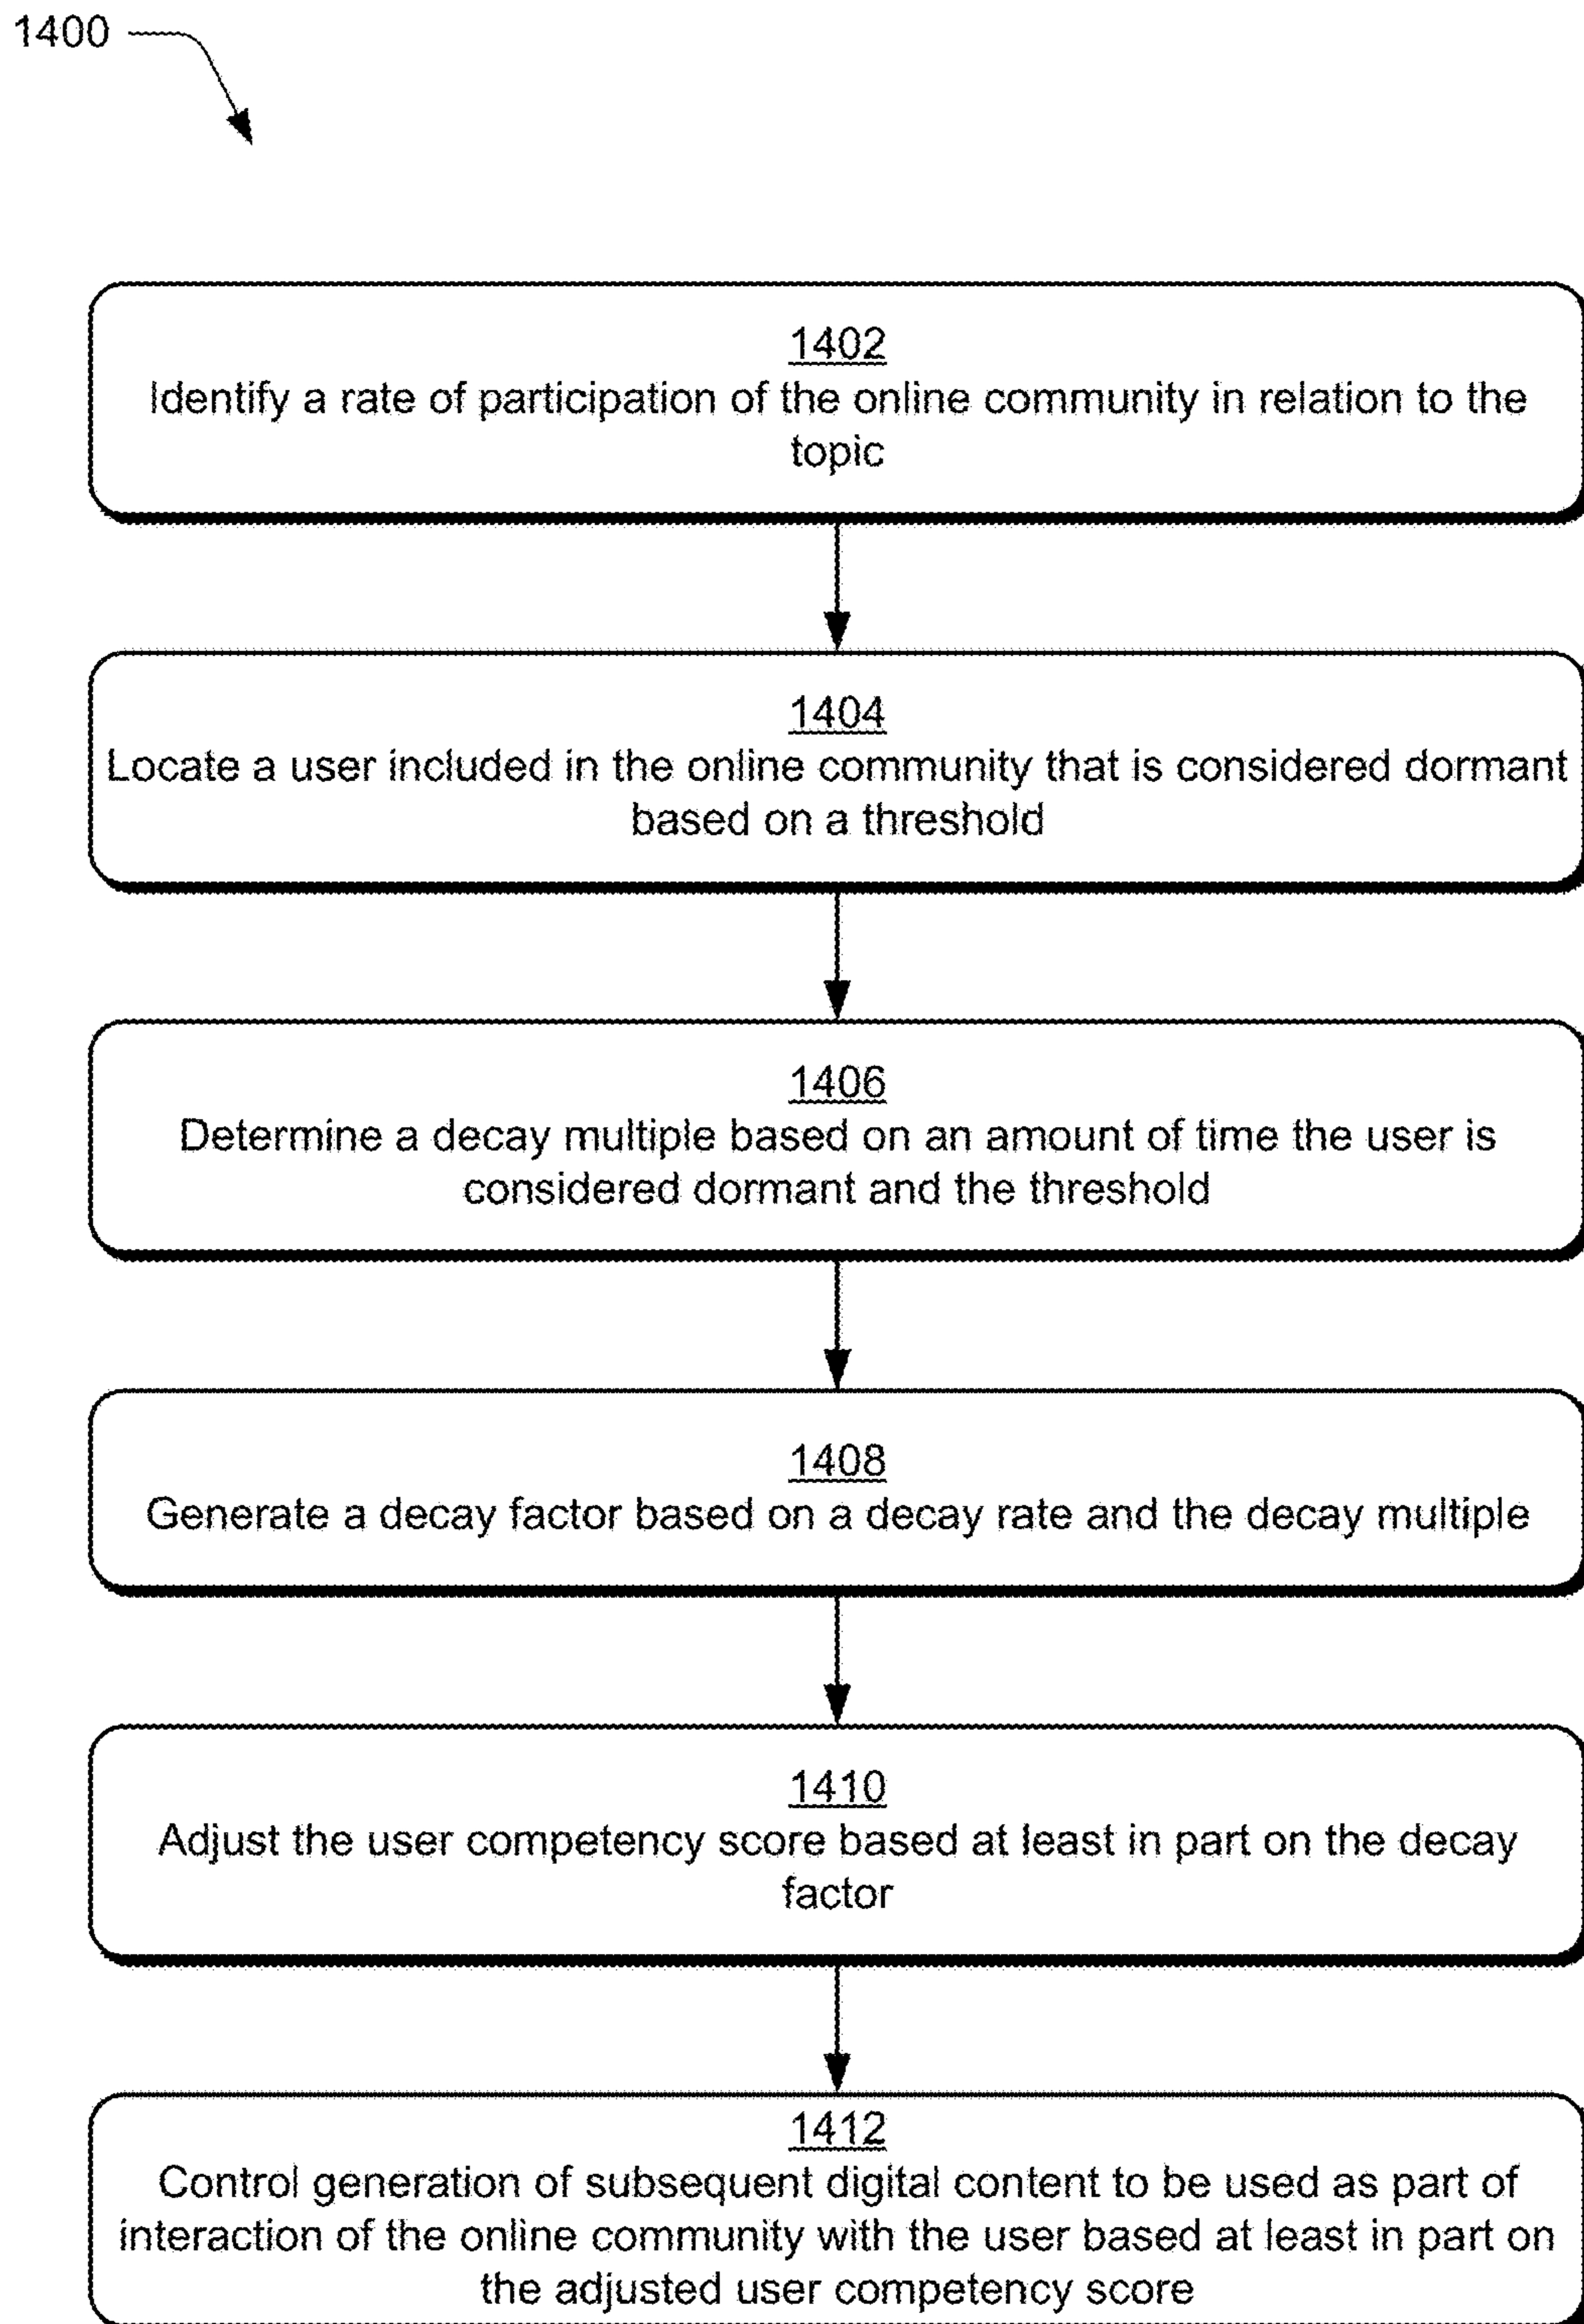 1400
1402
Identify a rate of participation of the online community in relation to the
topic
1404
Locate a user included in the online community that is considered dormant
based on a threshold
1406
Determine a decay multiple based on an amount of time the user is
considered dormant and the threshold
1408
Generate a decay factor based on a decay rate and the decay multiple
1410
Adjust the user competency score based at least in part on the decay
factor
1412
Control generation of subsequent digital content to be used as part of
interaction of the online community with the user based at least in part on
the adjusted user competency score